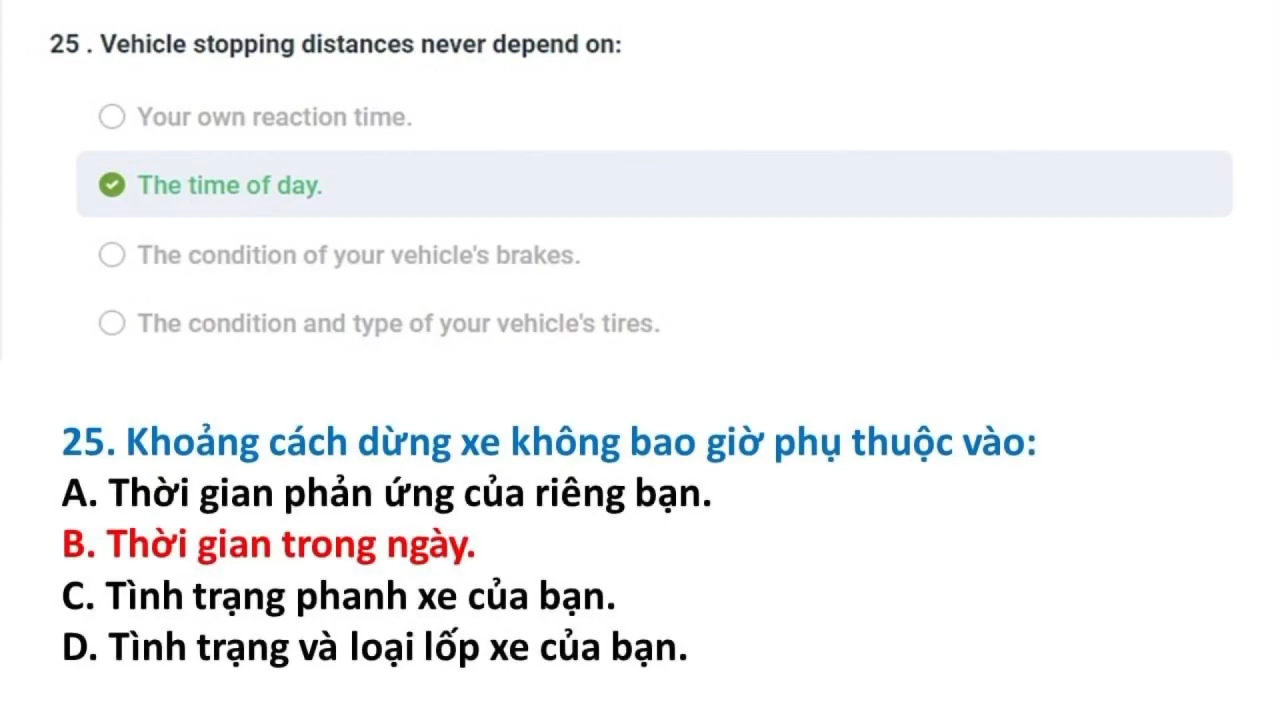 25 . Vehicle stopping distances never depend on:
Your own reaction time.
The time of day.
The condition of your vehicle's brakes.
The condition and type of your vehicle's tires.
25. Khoảng cách dừng xe không bao giờ phụ thuộc vào:
A. Thời gian phản ứng của riêng bạn.
B. Thời gian trong ngày.
C. Tình trạng phanh xe của bạn.
D. Tình trạng và loại lốp xe của bạn.